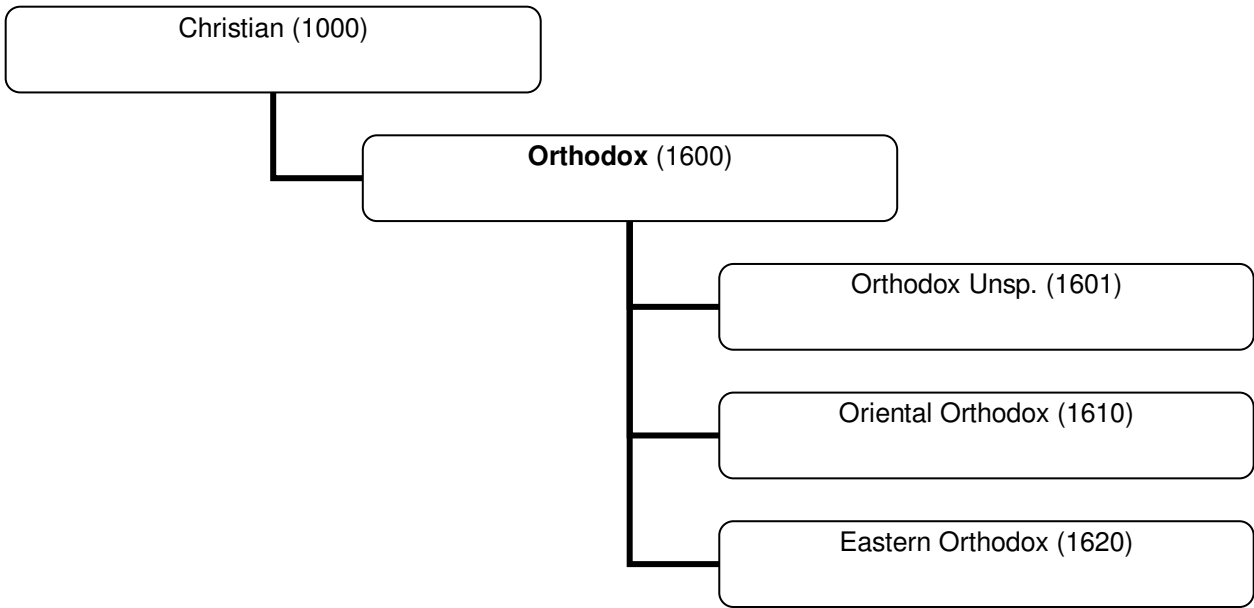 Christian (1000)
Orthodox (1600)
Orthodox Unsp. (1601)
Oriental Orthodox (1610)
Eastern Orthodox (1620)